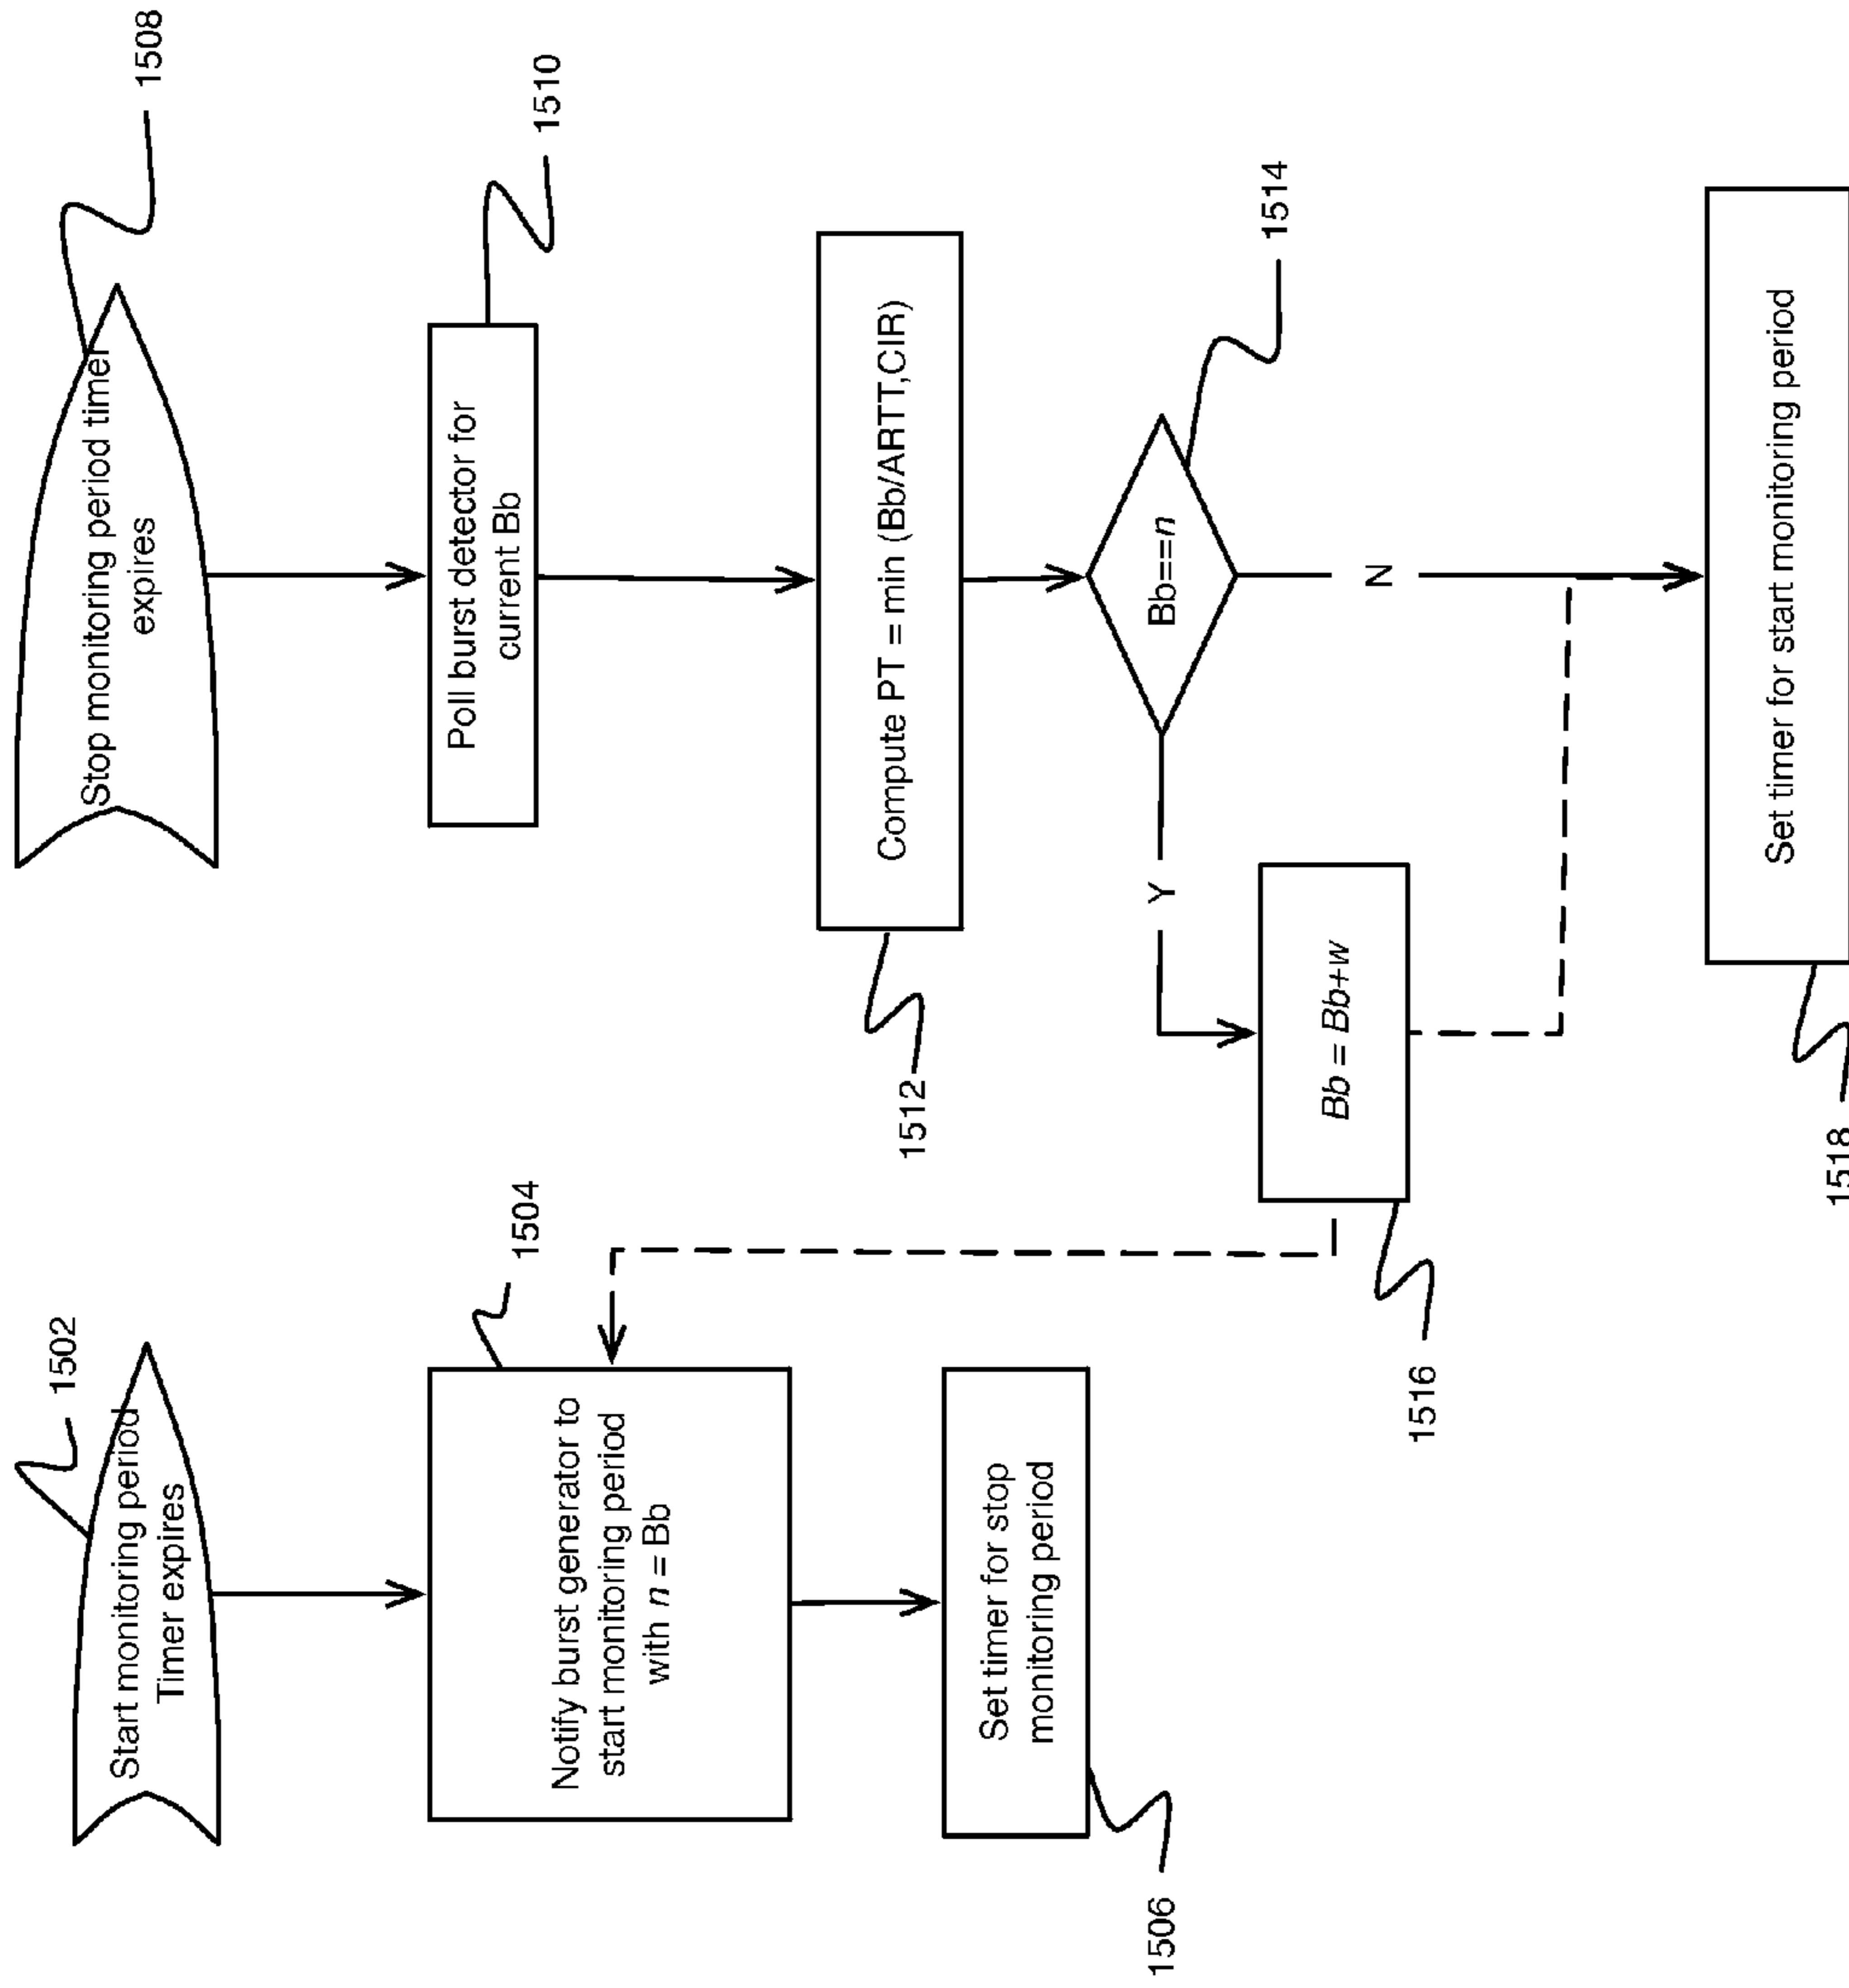 1502
Start monitoring period
Timer expires
1504
Notify burst generator to
start monitoring period
with n = Bb
Set timer for stop
monitoring period
1506
1508
Stop monitoring period timer
expires
1510
Poll burst detector for
current Bb
1512
Compute PT = min (Bb/ARTT,CIR)
1514
Bb==n
Y
N
1516
Bb = Bb+w
1518
Set timer for start monitoring period